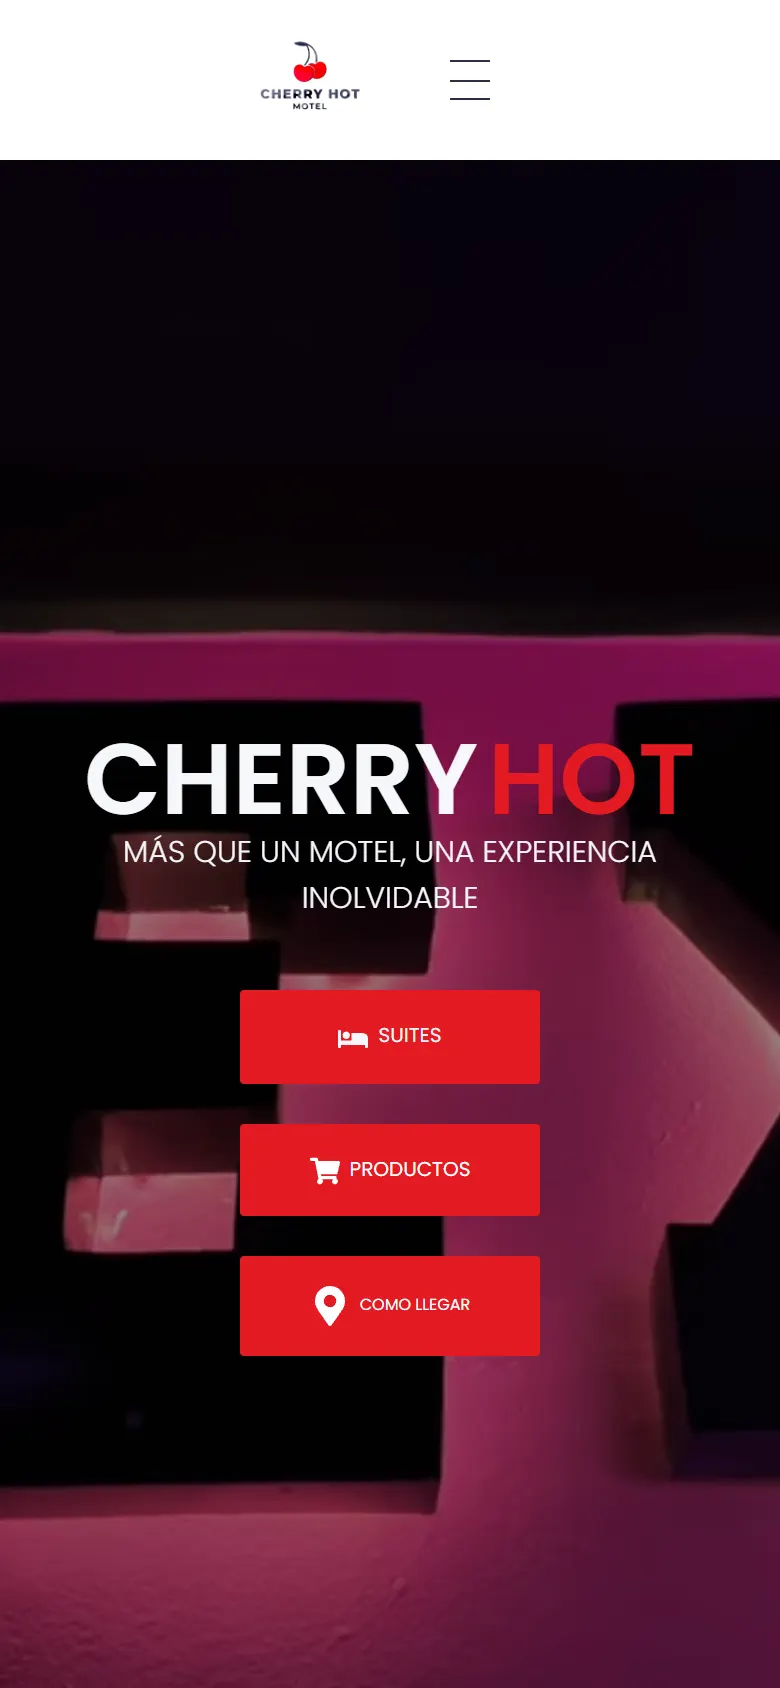 CHERRY HOT
MOTEL
CHERRY HOT
MÁS QUE UN MOTEL, UNA EXPERIENCIA
INOLVIDABLE
SUITES
PRODUCTOS
COMO LLEGAR